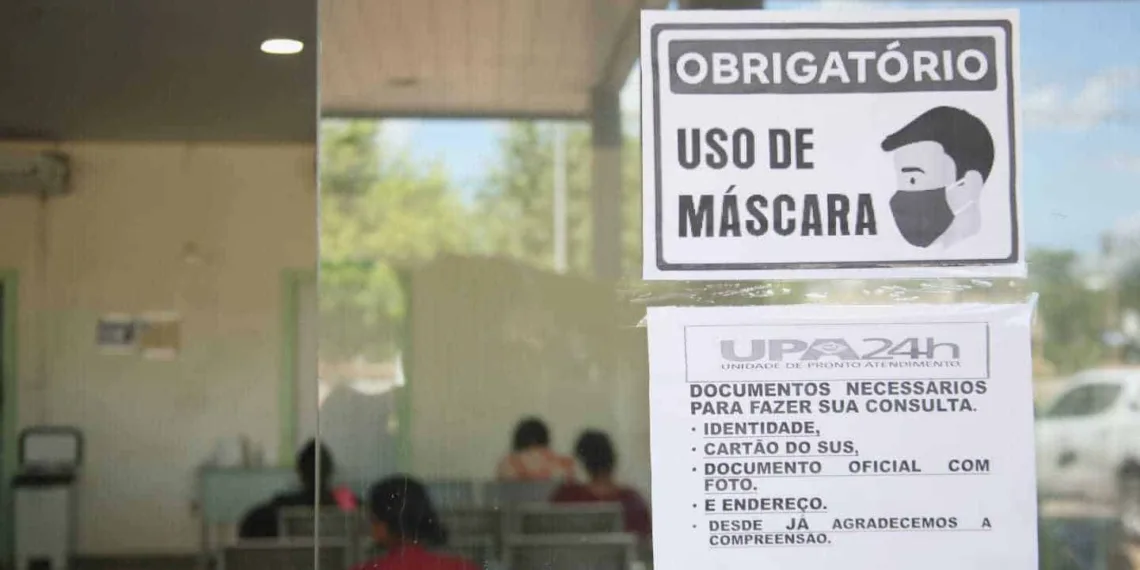 OBRIGATÓRIO
USO DE
MÁSCARA
UPA24h
UNIDADE DE PRONTO ATENDIMENTO
DOCUMENTOS NECESSÁRIOS
PARA FAZER SUA CONSULTA.
· IDENTIDADE,
· CARTÃO DO SUS,
· DOCUMENTO OFICIAL COM
FOTO.
· E ENDEREÇO.
· DESDE JÁ AGRADECEMOS A
COMPREENSÃO.